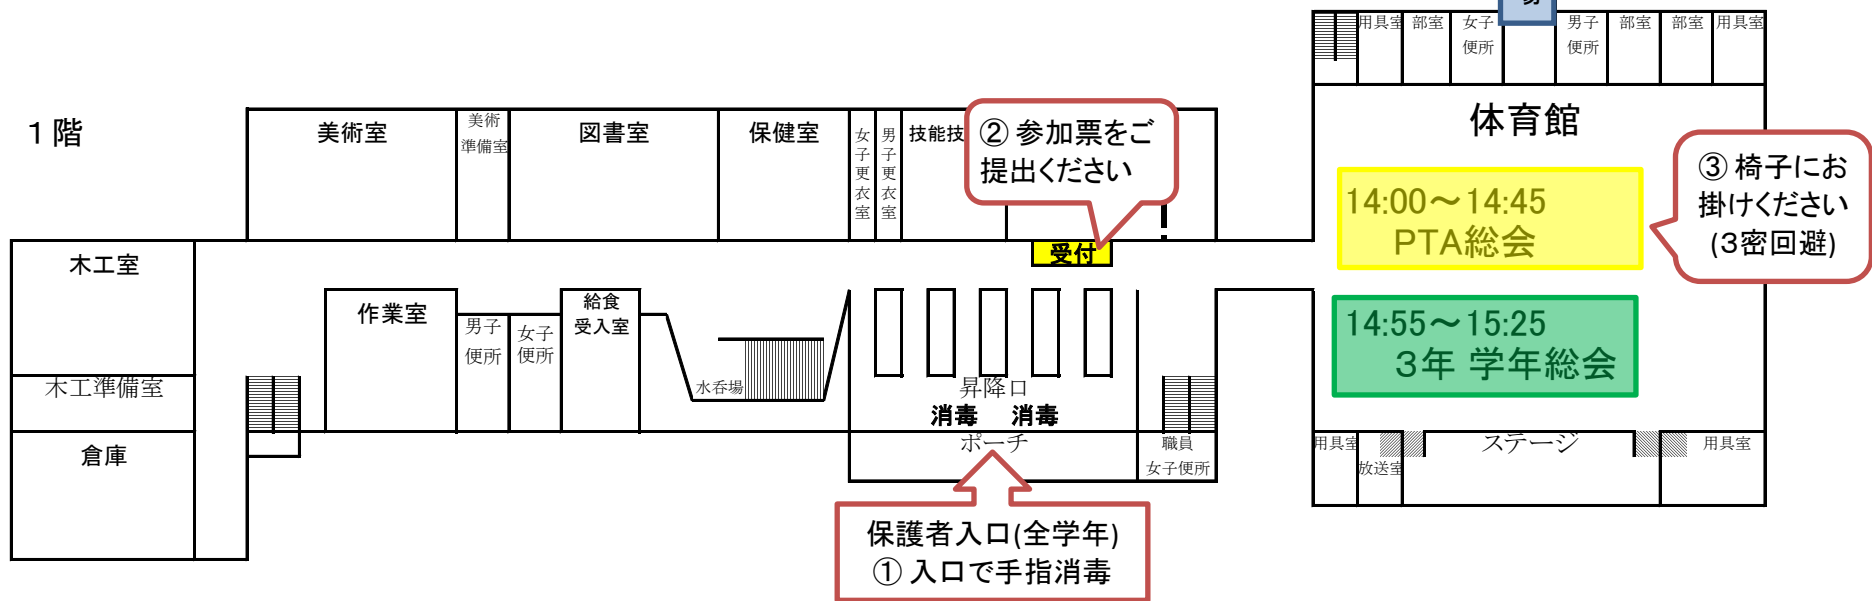 1階
美術室
美術
準備室
図書室
保健室
女子更衣室
男子更衣室
技能技
② 参加票をご
提出ください
受付
木工室
木工準備室
倉庫
作業室
男子
便所
女子
便所
給食
受入室
水呑場
昇降口
消毒 消毒
ポーチ
職員
女子便所
保護者入口(全学年)
① 入口で手指消毒
用具室
部室
女子
便所
男子
便所
部室
部室
用具室
体育館
14:00～14:45
PTA総会
14:55～15:25
3年 学年総会
③ 椅子にお
掛けください
(3密回避)
用具室
放送室
ステージ
用具室